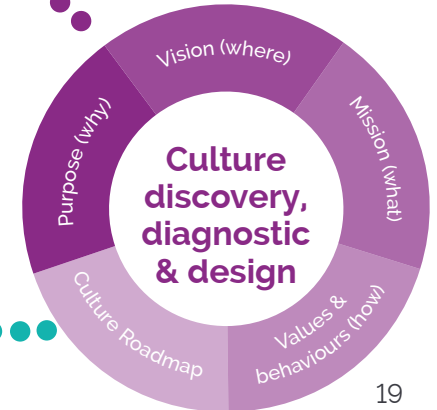 Vision (where)
Mission (what)
Values &
behaviours (how)
Culture Roadmap
Purpose (why)
Culture
discovery,
diagnostic
& design
19